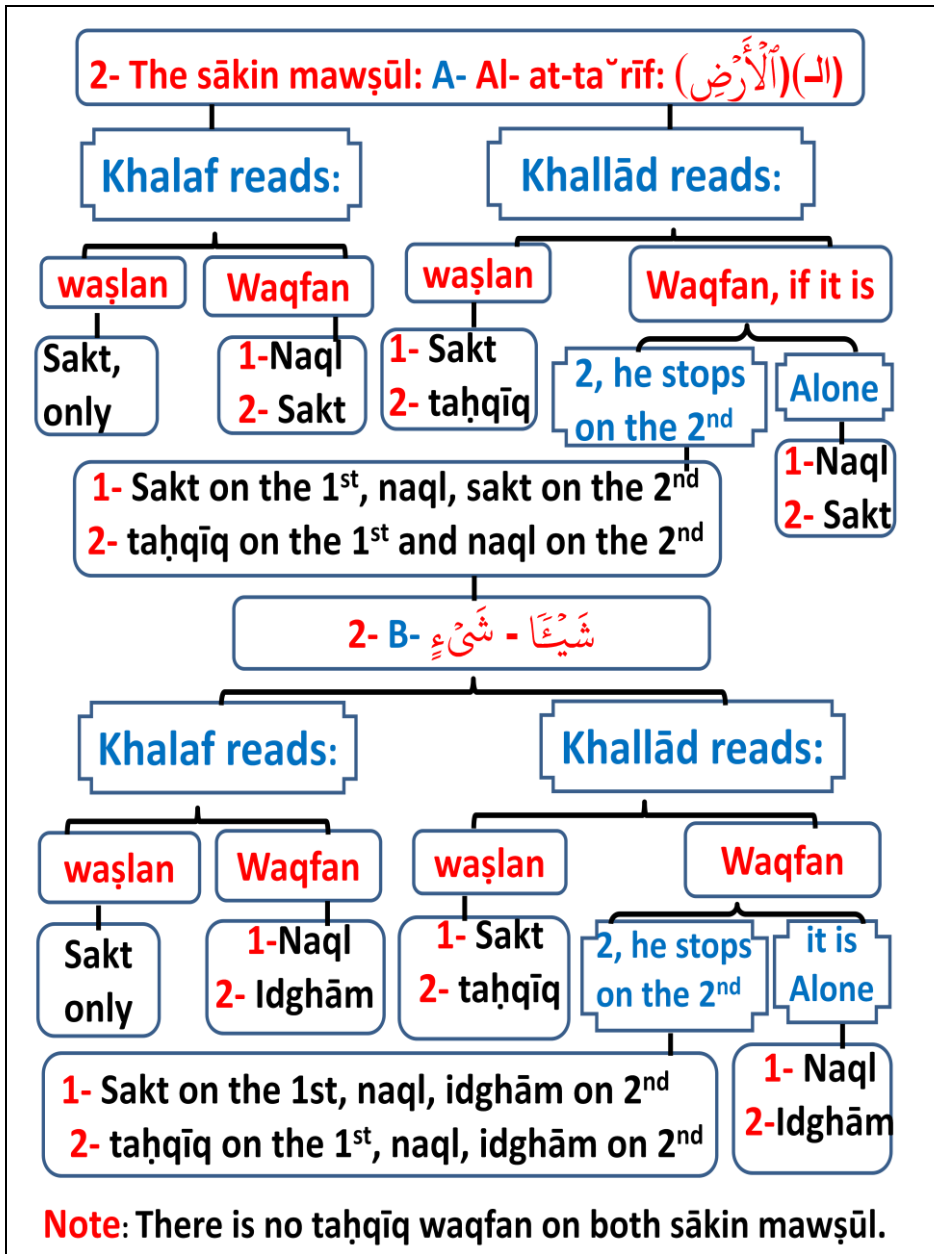 2- The sākin mawṣūl: A- Al- at-ta˘rīf: (ٱلۡأَرۡضِ)(الـ)
Khalaf reads:
Khallād reads:
waṣlan
Waqfan
waṣlan
Waqfan, if it is
Sakt,
only
1-Naql
2- Sakt
1- Sakt
2- taḥqīq
2, he stops
on the 2nd
Alone
1-Naql
2- Sakt
1- Sakt on the 1st, naql, sakt on the 2nd
2- taḥqīq on the 1st and naql on the 2nd
2- B- شَيۡـًٔا - شَيۡءٍ
Khalaf reads:
Khallād reads:
waṣlan
Waqfan
waṣlan
Waqfan
Sakt
only
1-Naql
2- Idghām
1- Sakt
2- taḥqīq
2, he stops
on the 2nd
it is
Alone
1- Naql
2-Idghām
1- Sakt on the 1st, naql, idghām on 2nd
2- taḥqīq on the 1st, naql, idghām on 2nd
Note: There is no taḥqīq waqfan on both sākin mawṣūl.